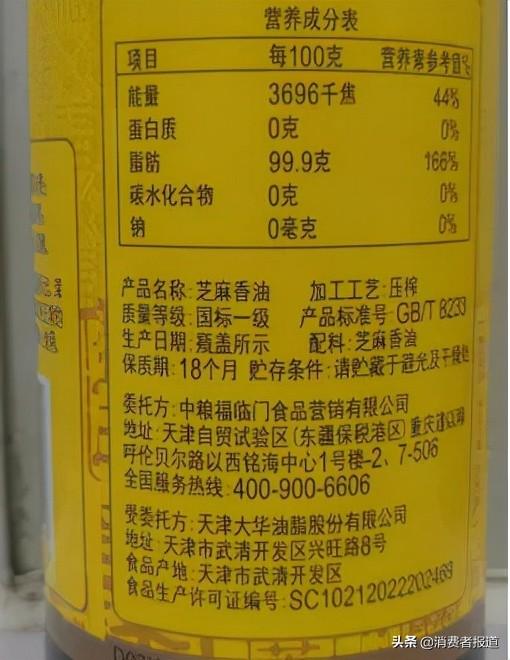 营养成分表
项目 每100克 营养素参考值%
能量 3696千焦 44%
蛋白质 0克 0%
脂肪 99.9克 166%
碳水化合物 0克 0%
钠 0毫克 0%
产品名称:芝麻香油 加工工艺:压榨
质量等级:国标一级 产品标准号:GB/T 8233
生产日期:瓶盖所示 配料:芝麻香油
保质期:18个月 贮存条件:请贮藏于避光及干燥处
委托方:中粮福临门食品营销有限公司
地址:天津自贸试验区(东疆保税港区)重庆道以南
呼伦贝尔路以西铭海中心1号楼-2、7-506
全国服务热线:400-900-6606
受委托方:天津大华油脂股份有限公司
地址:天津市武清开发区兴旺路8号
食品产地:天津市武清开发区
食品生产许可证编号:SC10212022202469
头条 @消费者报道